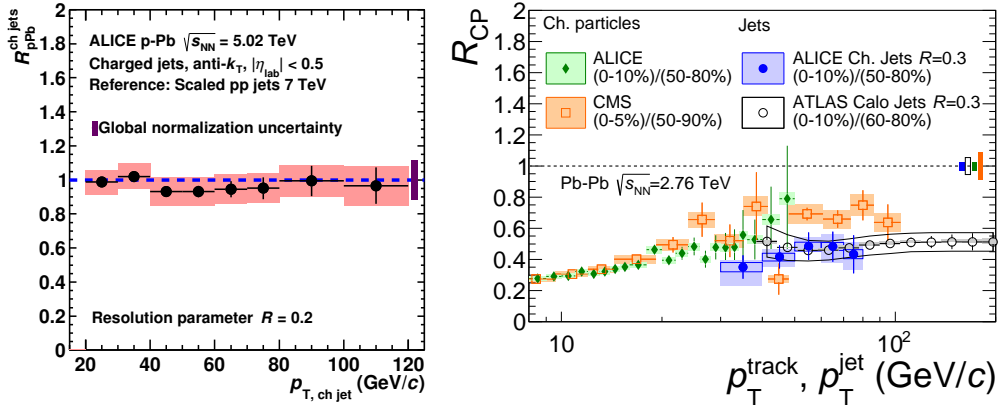 R_pPb^ch jets
2
1.8
1.6
1.4
1.2
1
0.8
0.6
0.4
0.2
0
ALICE p-Pb √s_NN = 5.02 TeV
Charged jets, anti-k_T, |η_lab| < 0.5
Reference: Scaled pp jets 7 TeV
Global normalization uncertainty
Resolution parameter R = 0.2
20 40 60 80 100 120
p_T, ch jet (GeV/c)
R_CP
2
1.8
1.6
1.4
1.2
1
0.8
0.6
0.4
0.2
0
Ch. particles
ALICE
(0-10%)/(50-80%)
CMS
(0-5%)/(50-90%)
Jets
ALICE Ch. Jets R=0.3
(0-10%)/(50-80%)
ATLAS Calo Jets R=0.3
(0-10%)/(60-80%)
Pb-Pb √s_NN=2.76 TeV
10 10^2
p_T^track, p_T^jet (GeV/c)